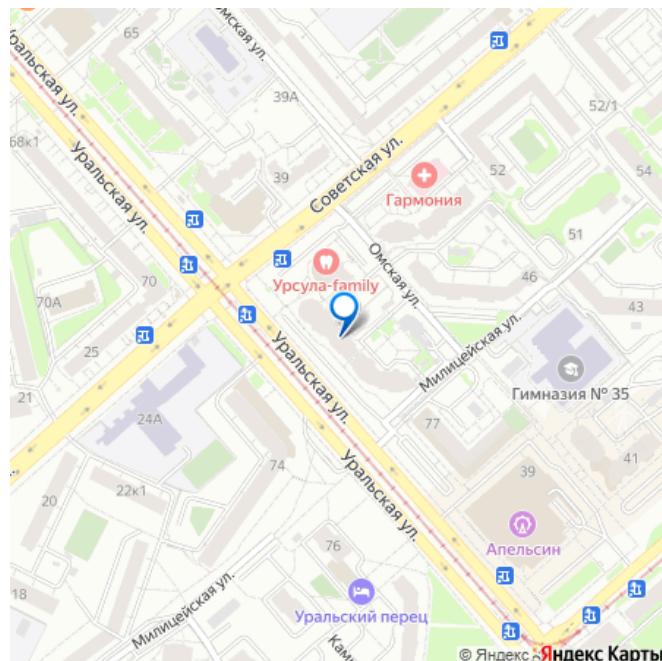 65
Омская ул.
Уральская ул.
39А
52/1
68к1
Уральская ул.
39
Советская ул.
52
54
Гармония
51
70
Омская ул.
46
Урсула-family
70А
43
25
Милицейская ул.
Уральская ул.
Гимназия № 35
21
24А
77
39
41
74
Уральская ул.
22к1
20
Апельсин
76
18
Милицейская ул.
Уральский перец
© Яндекс
Яндекс Карты